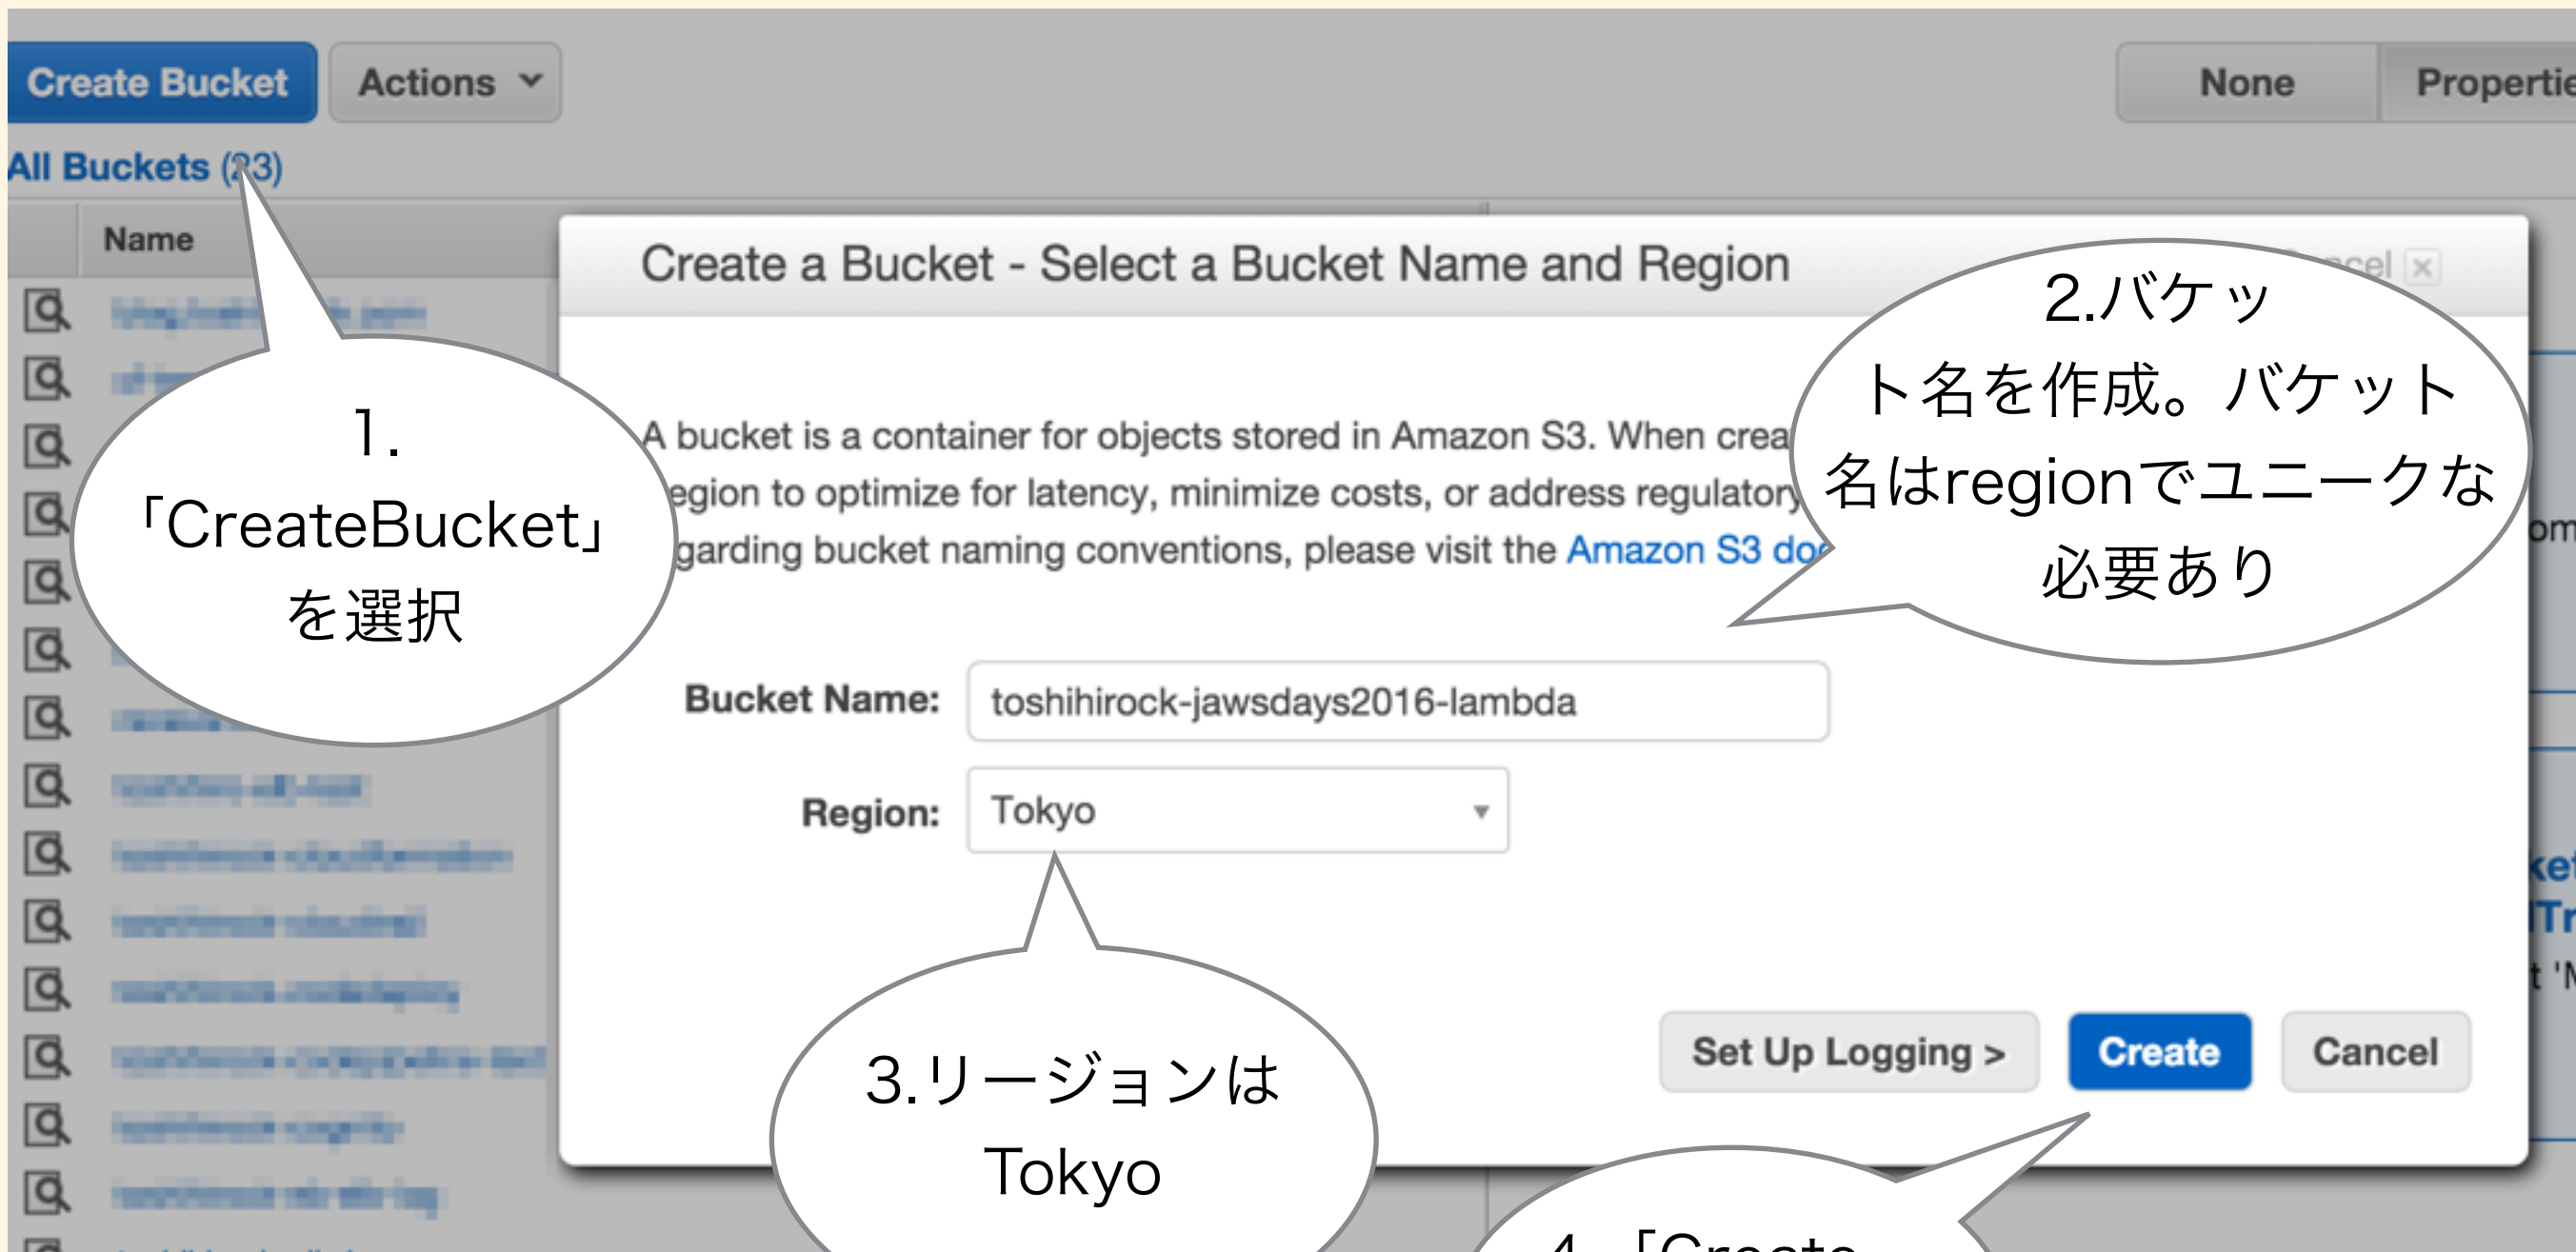 Create Bucket
Actions
None
Properties
All Buckets (23)
Name
Create a Bucket - Select a Bucket Name and Region
2.バケッ
ト名を作成。バケット
名はregionでユニークな
必要あり
1.
「CreateBucket」
を選択
A bucket is a container for objects stored in Amazon S3. When
egion to optimize for latency, minimize costs, or address regulatory
garding bucket naming conventions, please visit the Amazon S3
Bucket Name:
toshihirock-jawsdays2016-lambda
Region:
Tokyo
Set Up Logging >
Create
Cancel
3.リージョンは
Tokyo
4.「Create